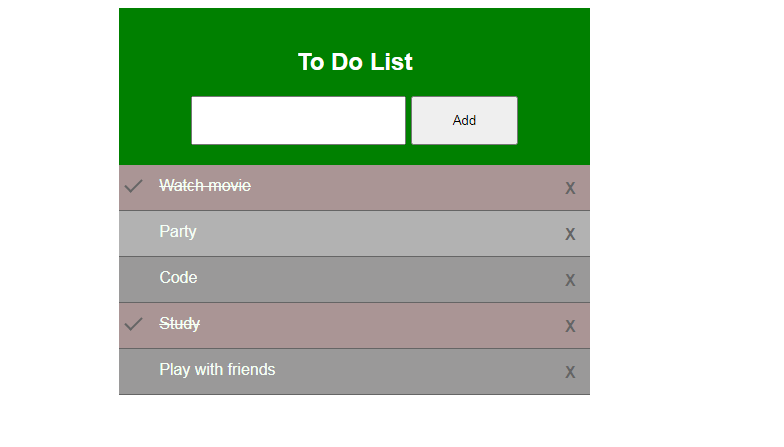 To Do List
Add
Watch movie X
Party X
Code X
Study X
Play with friends X